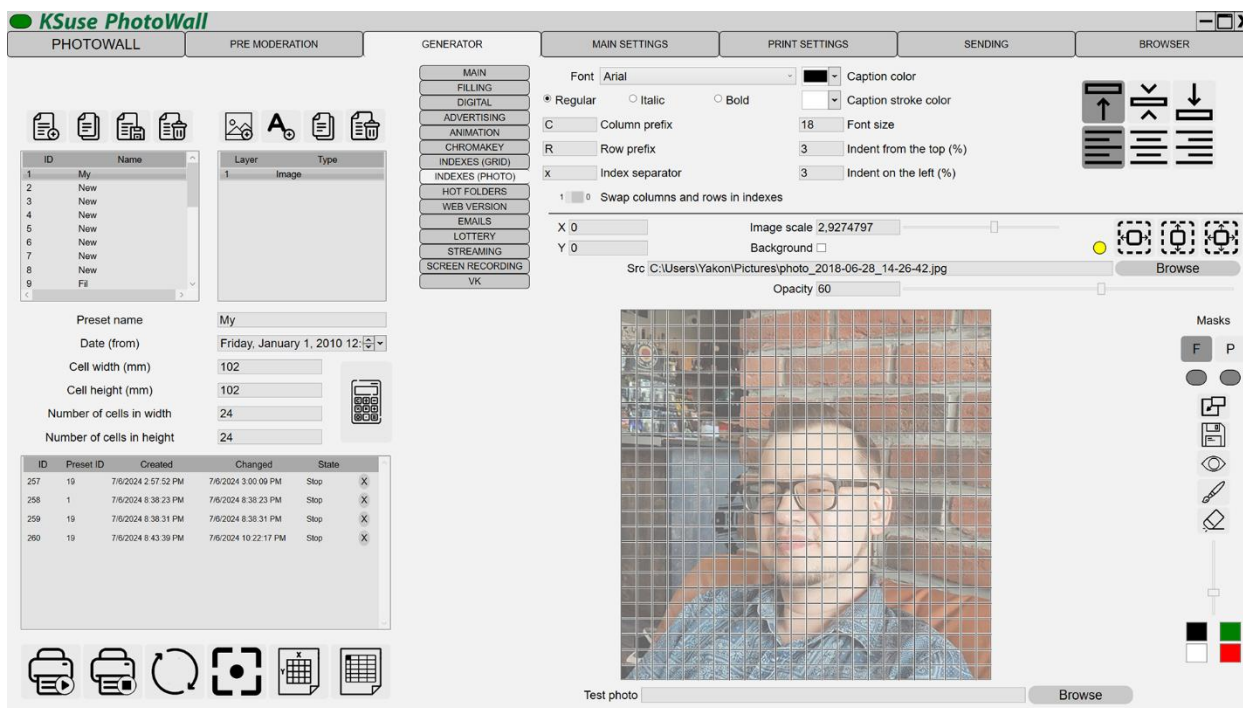 KSuse PhotoWall
PHOTOWALL PRE MODERATION GENERATOR MAIN SETTINGS PRINT SETTINGS SENDING BROWSER
MAIN
FILLING
DIGITAL
ADVERTISING
ANIMATION
CHROMAKEY
INDEXES (GRID)
INDEXES (PHOTO)
HOT FOLDERS
WEB VERSION
EMAILS
LOTTERY
STREAMING
SCREEN RECORDING
VK
ID Name
1 My
2 New
3 New
4 New
5 New
6 New
7 New
8 New
9 Fil
Layer Type
1 Image
Preset name My
Date (from) Friday, January 1, 2010 12:
Cell width (mm) 102
Cell height (mm) 102
Number of cells in width 24
Number of cells in height 24
ID Preset ID Created Changed State
257 19 7/6/2024 2:57:52 PM 7/6/2024 3:00:09 PM Stop X
258 1 7/6/2024 8:38:23 PM 7/6/2024 8:38:23 PM Stop X
259 19 7/6/2024 8:38:31 PM 7/6/2024 8:38:31 PM Stop X
260 19 7/6/2024 8:43:39 PM 7/6/2024 10:22:17 PM Stop X
X
Y
Font Arial Caption color
Regular Italic Bold Caption stroke color
C Column prefix 18 Font size
R Row prefix 3 Indent from the top (%)
x Index separator 3 Indent on the left (%)
1 0 Swap columns and rows in indexes
X 0 Image scale 2,9274797
Y 0 Background
Src C:\Users\Yakon\Pictures\photo_2018-06-28_14-26-42.jpg Browse
Opacity 60
Masks
F P
Test photo Browse